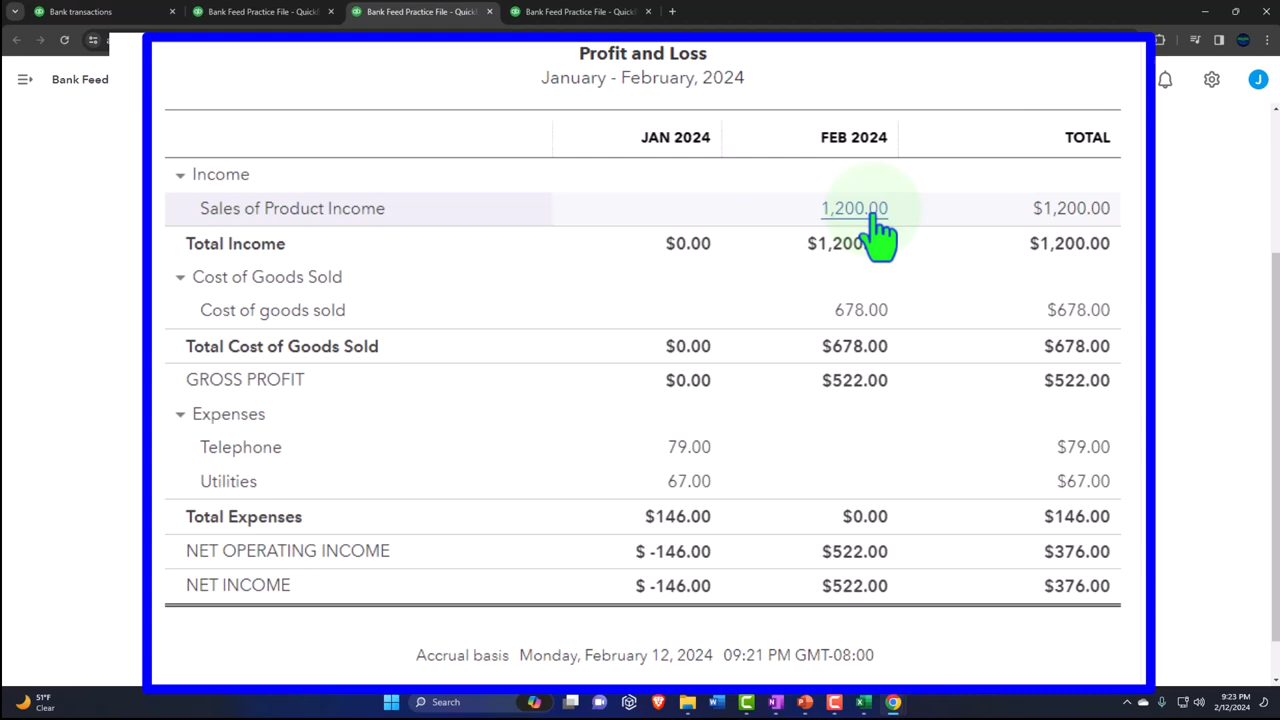 Bank transactions
Bank Feed Practice File - Quick
Bank Feed Practice File - Quick
Bank Feed Practice File - Quick
Bank Feed
J
Profit and Loss
January - February, 2024
JAN 2024 FEB 2024 TOTAL
Income
Sales of Product Income 1,200.00 $1,200.00
Total Income $0.00 $1,200 $1,200.00
Cost of Goods Sold
Cost of goods sold 678.00 $678.00
Total Cost of Goods Sold $0.00 $678.00 $678.00
GROSS PROFIT $0.00 $522.00 $522.00
Expenses
Telephone 79.00 $79.00
Utilities 67.00 $67.00
Total Expenses $146.00 $0.00 $146.00
NET OPERATING INCOME $ -146.00 $522.00 $376.00
NET INCOME $ -146.00 $522.00 $376.00
Accrual basis Monday, February 12, 2024 09:21 PM GMT-08:00
51°F
Clear
Search
9:23 PM
2/12/2024